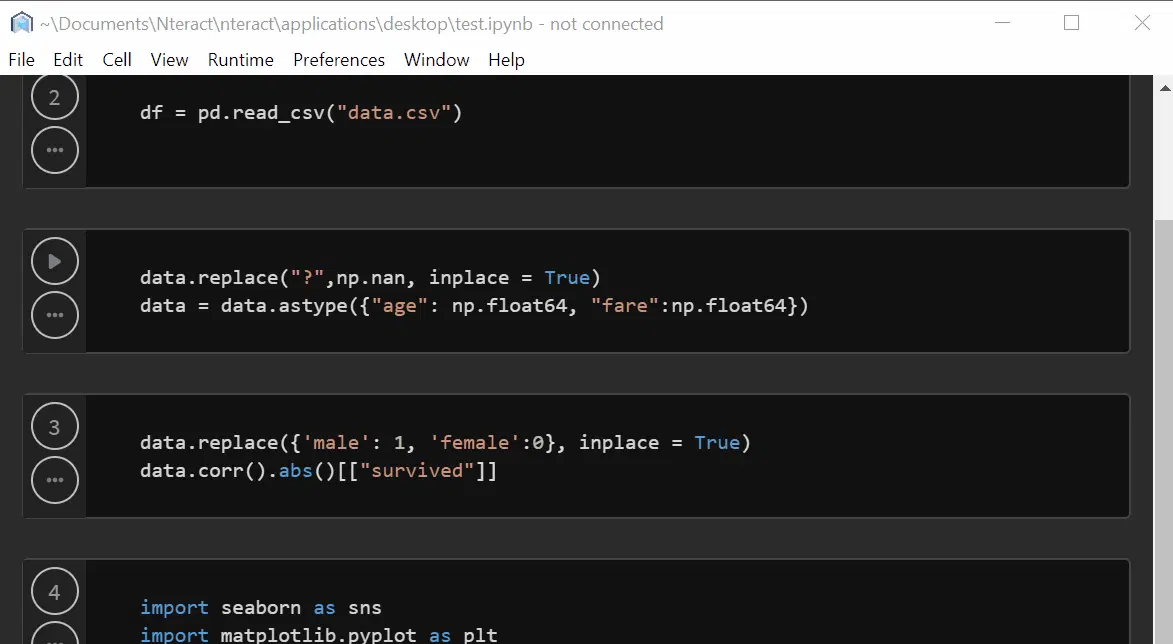 ~\Documents\Nteract\nteract\applications\desktop\test.ipynb - not connected
File Edit Cell View Runtime Preferences Window Help
2
df = pd.read_csv("data.csv")
data.replace("?",np.nan, inplace = True)
data = data.astype({"age": np.float64, "fare":np.float64})
3
data.replace({'male': 1, 'female':0}, inplace = True)
data.corr().abs()[["survived"]]
4
import seaborn as sns
import matplotlib.pyplot as plt